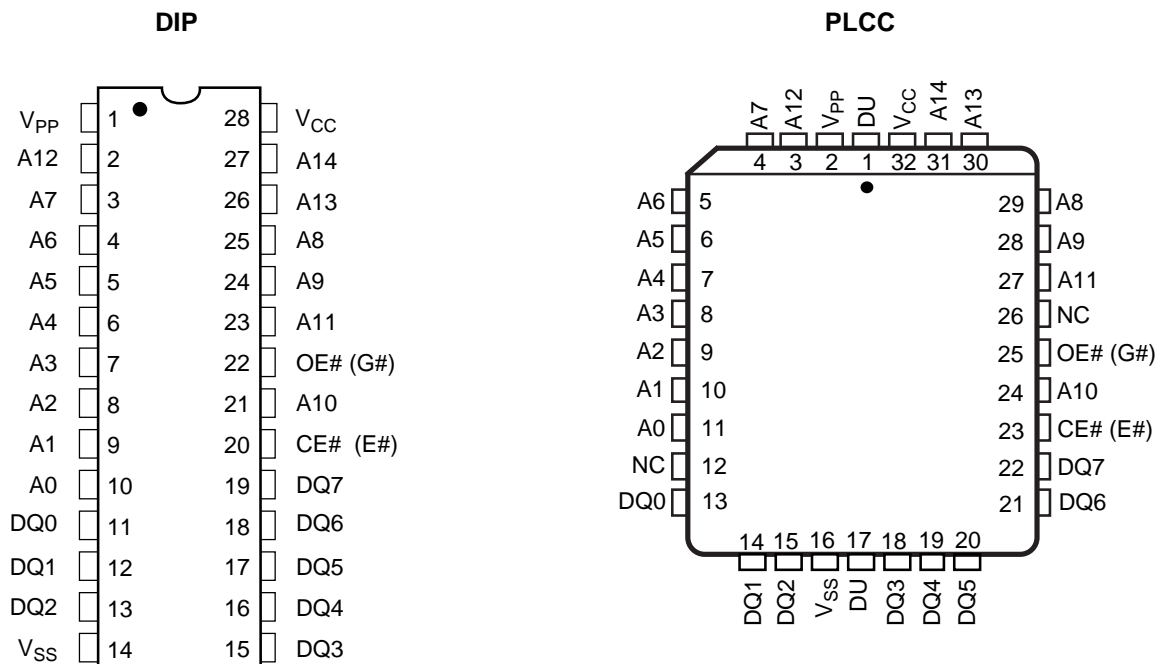 DIP
VPP 1 28 VCC
A12 2 27 A14
A7 3 26 A13
A6 4 25 A8
A5 5 24 A9
A4 6 23 A11
A3 7 22 OE# (G#)
A2 8 21 A10
A1 9 20 CE# (E#)
A0 10 19 DQ7
DQ0 11 18 DQ6
DQ1 12 17 DQ5
DQ2 13 16 DQ4
VSS 14 15 DQ3
PLCC
A7 A12 VPP DU VCC A14 A13
4 3 2 1 32 31 30
A6 5 29 A8
A5 6 28 A9
A4 7 27 A11
A3 8 26 NC
A2 9 25 OE# (G#)
A1 10 24 A10
A0 11 23 CE# (E#)
NC 12 22 DQ7
DQ0 13 21 DQ6
14 15 16 17 18 19 20
DQ1 DQ2 VSS DU DQ3 DQ4 DQ5